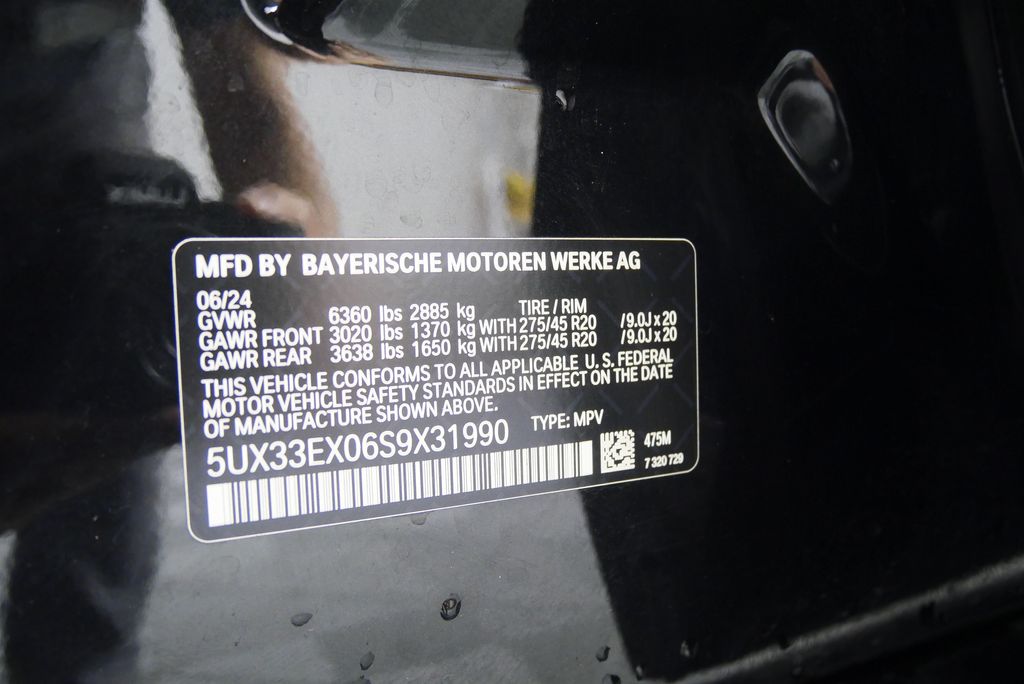 MFD BY BAYERISCHE MOTOREN WERKE AG
06/24 TIRE / RIM
GVWR 6360 lbs 2885 kg
GAWR FRONT 3020 lbs 1370 kg WITH 275/45 R20 /9.0J x 20
GAWR REAR 3638 lbs 1650 kg WITH 275/45 R20 /9.0J x 20
THIS VEHICLE CONFORMS TO ALL APPLICABLE U.S. FEDERAL
MOTOR VEHICLE SAFETY STANDARDS IN EFFECT ON THE DATE
OF MANUFACTURE SHOWN ABOVE.
TYPE: MPV
5UX33EX06S9X31990
475M
7 320 729